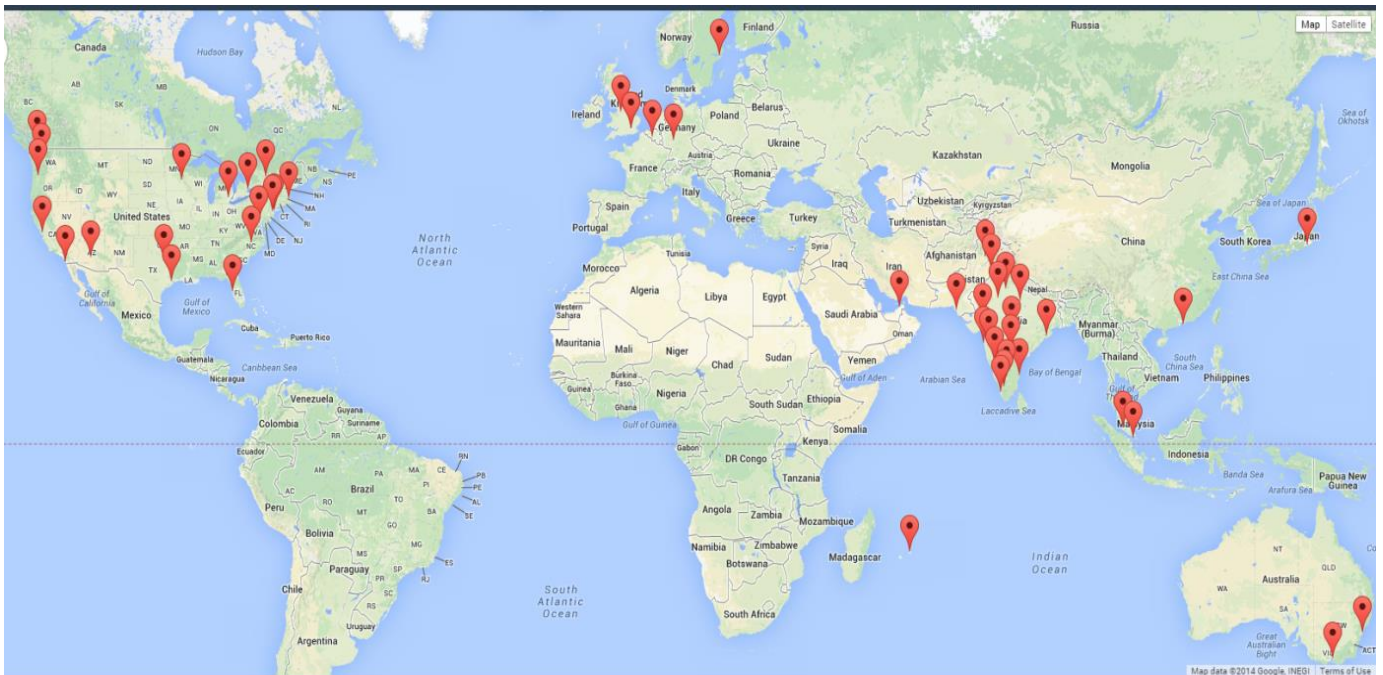 Map Satellite
Canada
Hudson Bay
AB
MB
SK
BC
ON
QC
NL
NB
PE
NS
WA
MT
ND
OR
ID
SD
WI
WY
NE
IA
IL
OH
NH
MA
CT
RI
United States
NV
CA
AZ
NM
MO
KY
WV
VA
TN
NC
DE
NJ
MD
AR
AL
TX
LA
FL
Gulf of California
Gulf of Mexico
Mexico
Cuba
Puerto Rico
Guatemala
Caribbean Sea
Nicaragua
Venezuela
Guyana
Colombia
Suriname
RR
AP
Ecuador
AM
PA
MA
CE
RN
PI
PB
PE
AL
SE
AC
RO
TO
BA
Peru
Brazil
MT
GO
Bolivia
MG
MS
ES
SP
RJ
Paraguay
PR
SC
Chile
RS
Uruguay
Argentina
North Atlantic Ocean
South Atlantic Ocean
Norway
Finland
Russia
Denmark
Ireland
Poland
Belarus
Germany
Ukraine
Austria
France
Romania
Italy
Spain
Portugal
Greece
Turkey
Kazakhstan
Mongolia
Sea of Okhotsk
Uzbekistan
Kyrgyzstan
Turkmenistan
Sea of Japan
Japan
South Korea
China
Tunisia
Syria
Iraq
Iran
Afghanistan
Nepal
East China Sea
Morocco
Algeria
Libya
Egypt
Western Sahara
Saudi Arabia
Oman
Mauritania
Mali
Niger
Chad
Sudan
Yemen
Gulf of Aden
Arabian Sea
Bay of Bengal
Myanmar (Burma)
Thailand
Vietnam
South China Sea
Philippines
Laccadive Sea
Burkina Faso
Guinea
Ghana
Nigeria
South Sudan
Ethiopia
Somalia
Gulf of Guinea
Gabon
Kenya
DR Congo
Tanzania
Malaysia
Indonesia
Banda Sea
Arafura Sea
Papua New Guinea
Angola
Zambia
Mozambique
Namibia
Zimbabwe
Botswana
Madagascar
South Africa
Indian Ocean
NT
QLD
WA
Australia
SA
Great Australian Bight
ACT
Map data ©2014 Google, INEGI Terms of Use